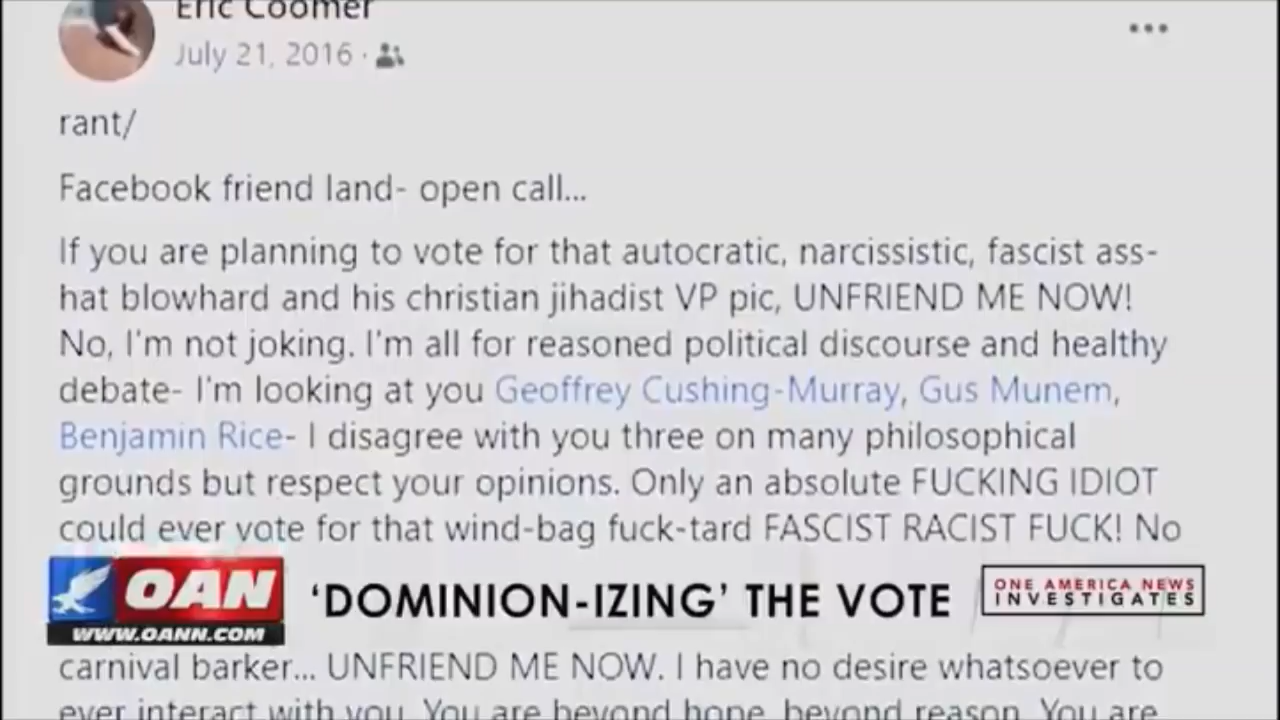 Eric Coomer
July 21, 2016 ·
rant/
Facebook friend land- open call...
If you are planning to vote for that autocratic, narcissistic, fascist ass-
hat blowhard and his christian jihadist VP pic, UNFRIEND ME NOW!
No, I'm not joking. I'm all for reasoned political discourse and healthy
debate- I'm looking at you Geoffrey Cushing-Murray, Gus Munem,
Benjamin Rice- I disagree with you three on many philosophical
grounds but respect your opinions. Only an absolute FUCKING IDIOT
could ever vote for that wind-bag fuck-tard FASCIST RACIST FUCK! No
OAN
WWW.OANN.COM
'DOMINION-IZING' THE VOTE
ONE AMERICA NEWS
INVESTIGATES
carnival barker... UNFRIEND ME NOW. I have no desire whatsoever to
ever interact with you. You are beyond hope, beyond reason. You are